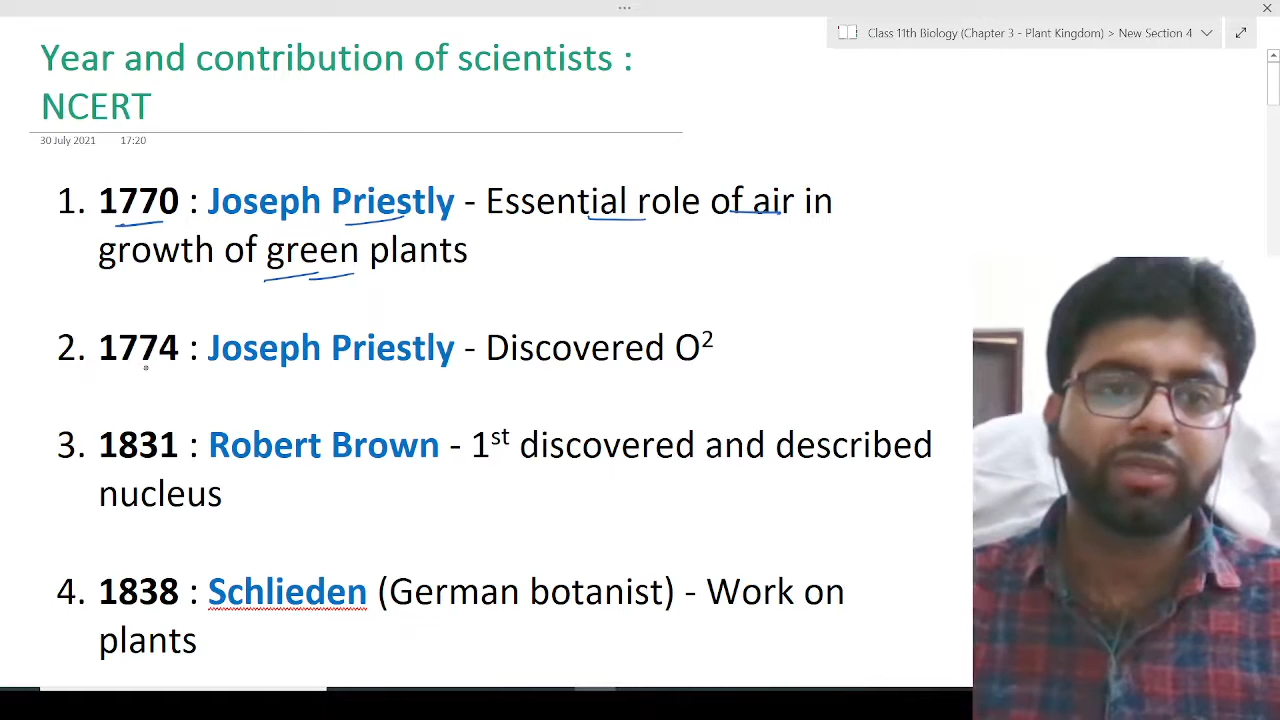 Class 11th Biology (Chapter 3 - Plant Kingdom) > New Section 4
Year and contribution of scientists :
NCERT
30 July 2021 17:20
1. 1770 : Joseph Priestly - Essential role of air in
growth of green plants
2. 1774 : Joseph Priestly - Discovered O²
3. 1831 : Robert Brown - 1st discovered and described
nucleus
4. 1838 : Schlieden (German botanist) - Work on
plants